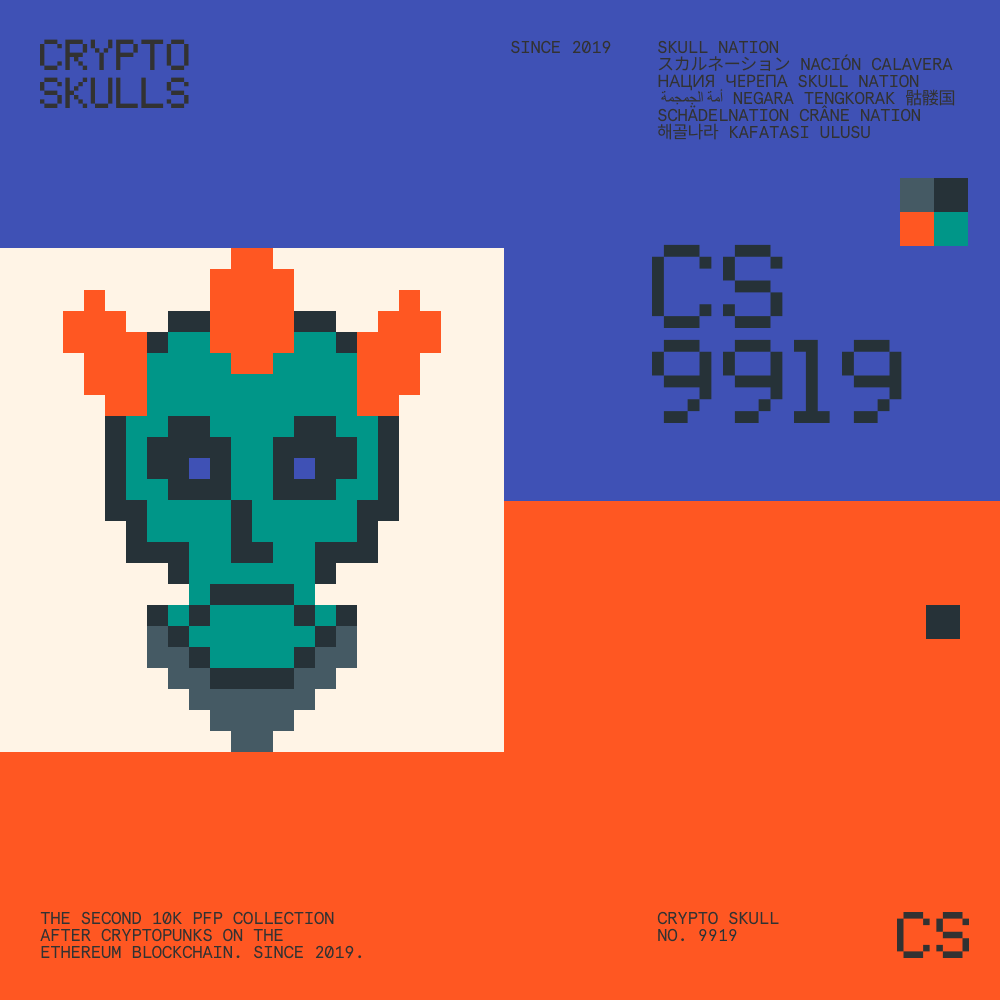 CRYPTO
SKULLS
SINCE 2019
SKULL NATION
スカルネーション NACIÓN CALAVERA
НАЦИЯ ЧЕРЕПА SKULL NATION
أمة الجمجمة NEGARA TENGKORAK 骷髅国
SCHÄDELNATION CRÂNE NATION
해골나라 KAFATASI ULUSU
CS
9919
THE SECOND 10K PFP COLLECTION
AFTER CRYPTOPUNKS ON THE
ETHEREUM BLOCKCHAIN. SINCE 2019.
CRYPTO SKULL
NO. 9919
CS